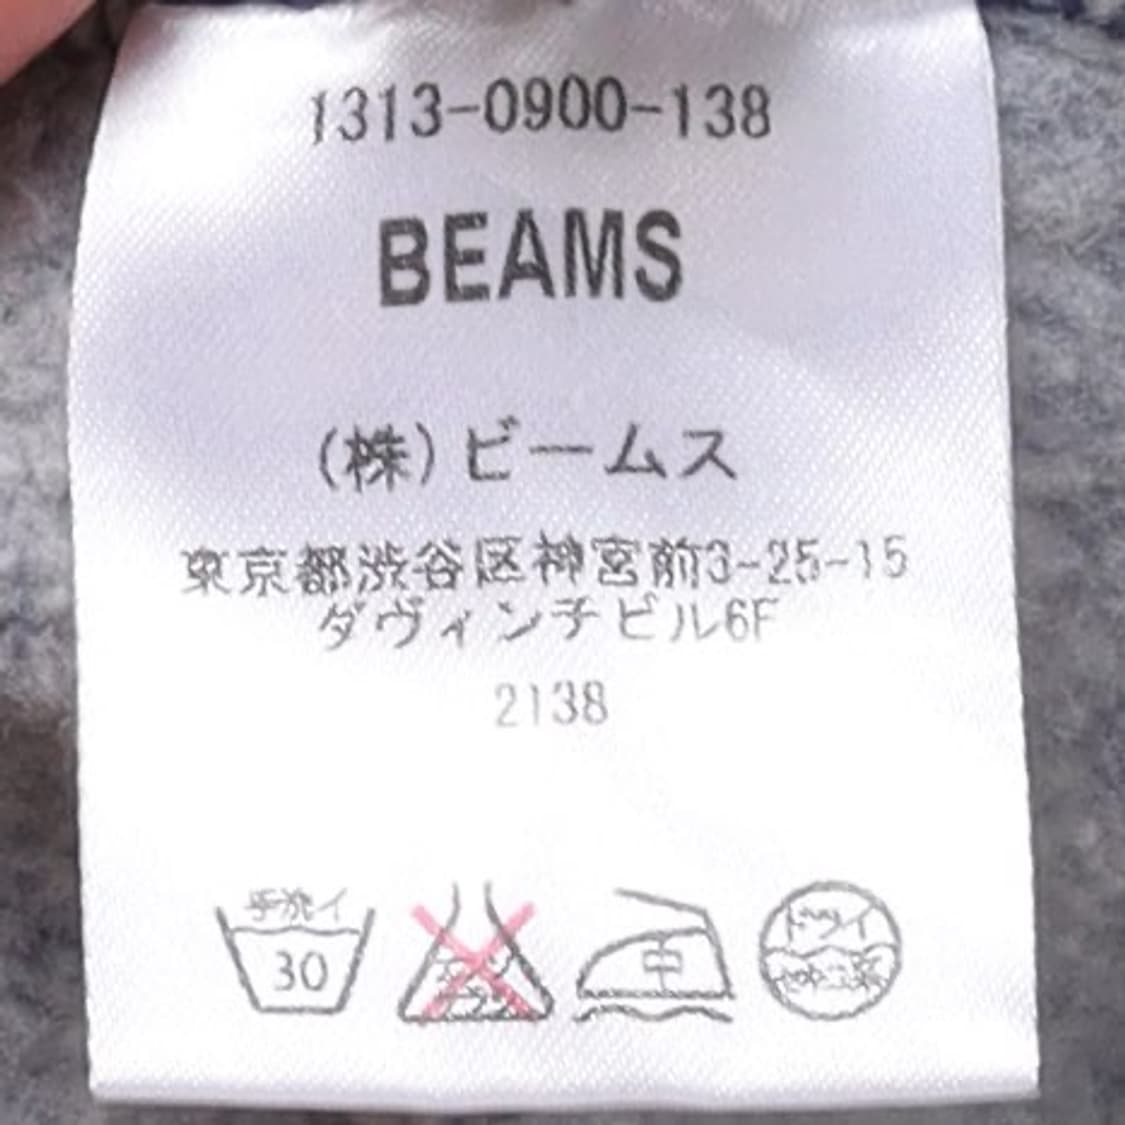 1313-0900-138
BEAMS
(株)ビームス
東京都渋谷区神宮前3-25-15
ダヴィンチビル6F
2138
手洗イ
30
中
ドライ